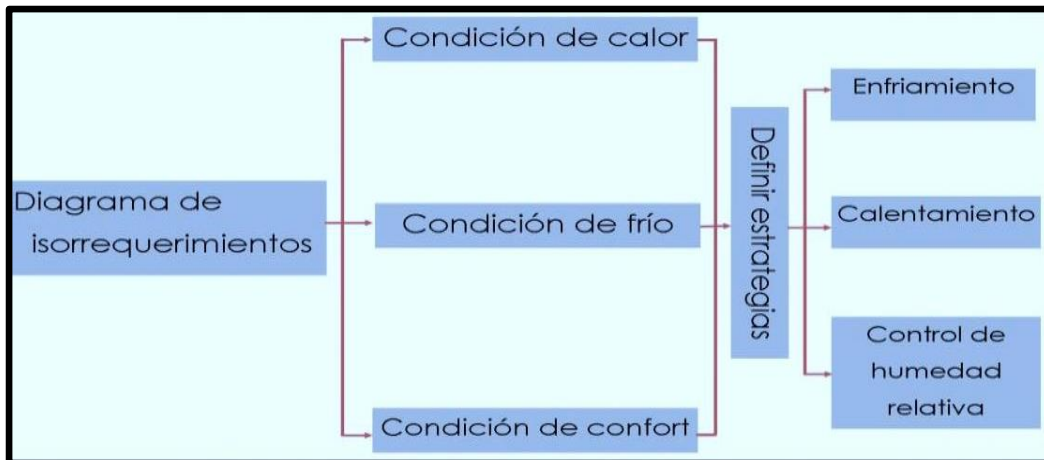 Diagrama de
isorrequerimientos
Condición de calor
Condición de frío
Condición de confort
Definir estrategias
Enfriamiento
Calentamiento
Control de
humedad
relativa